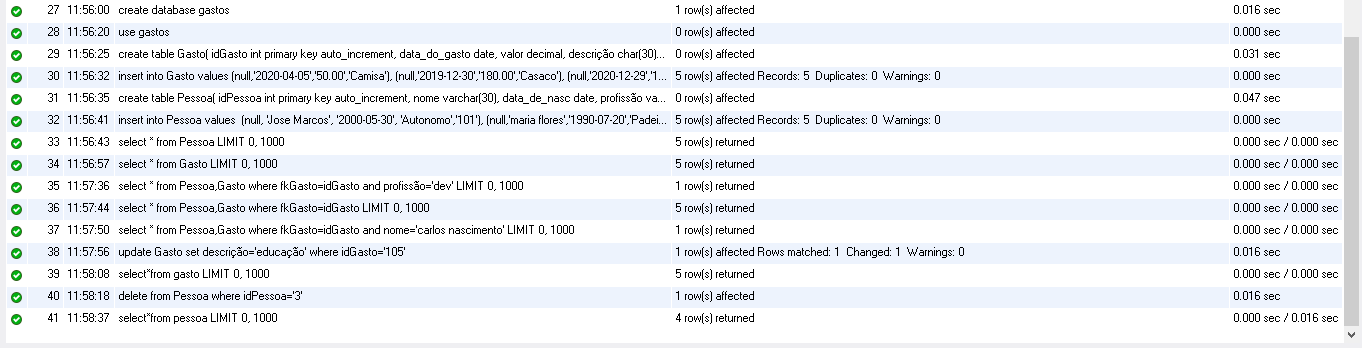 27 11:56:00 create database gastos 1 row(s) affected 0.016 sec
28 11:56:20 use gastos 0 row(s) affected 0.000 sec
29 11:56:25 create table Gasto( idGasto int primary key auto_increment, data_do_gasto date, valor decimal, descrição char(30)... 0 row(s) affected 0.031 sec
30 11:56:32 insert into Gasto values (null,'2020-04-05','50.00','Camisa'), (null,'2019-12-30','180.00','Casaco'), (null,'2020-12-29','1... 5 row(s) affected Records: 5 Duplicates: 0 Warnings: 0 0.000 sec
31 11:56:35 create table Pessoa( idPessoa int primary key auto_increment, nome varchar(30), data_de_nasc date, profissão va... 0 row(s) affected 0.047 sec
32 11:56:41 insert into Pessoa values (null, 'Jose Marcos', '2000-05-30', 'Autonomo','101'), (null,'maria flores','1990-07-20','Padei... 5 row(s) affected Records: 5 Duplicates: 0 Warnings: 0 0.000 sec
33 11:56:43 select * from Pessoa LIMIT 0, 1000 5 row(s) returned 0.000 sec / 0.000 sec
34 11:56:57 select * from Gasto LIMIT 0, 1000 5 row(s) returned 0.000 sec / 0.000 sec
35 11:57:36 select * from Pessoa,Gasto where fkGasto=idGasto and profissão='dev' LIMIT 0, 1000 1 row(s) returned 0.000 sec / 0.000 sec
36 11:57:44 select * from Pessoa,Gasto where fkGasto=idGasto LIMIT 0, 1000 5 row(s) returned 0.000 sec / 0.000 sec
37 11:57:50 select * from Pessoa,Gasto where fkGasto=idGasto and nome='carlos nascimento' LIMIT 0, 1000 1 row(s) returned 0.000 sec / 0.000 sec
38 11:57:56 update Gasto set descrição='educação' where idGasto='105' 1 row(s) affected Rows matched: 1 Changed: 1 Warnings: 0 0.016 sec
39 11:58:08 select*from gasto LIMIT 0, 1000 5 row(s) returned 0.000 sec / 0.000 sec
40 11:58:18 delete from Pessoa where idPessoa='3' 1 row(s) affected 0.016 sec
41 11:58:37 select*from pessoa LIMIT 0, 1000 4 row(s) returned 0.000 sec / 0.016 sec